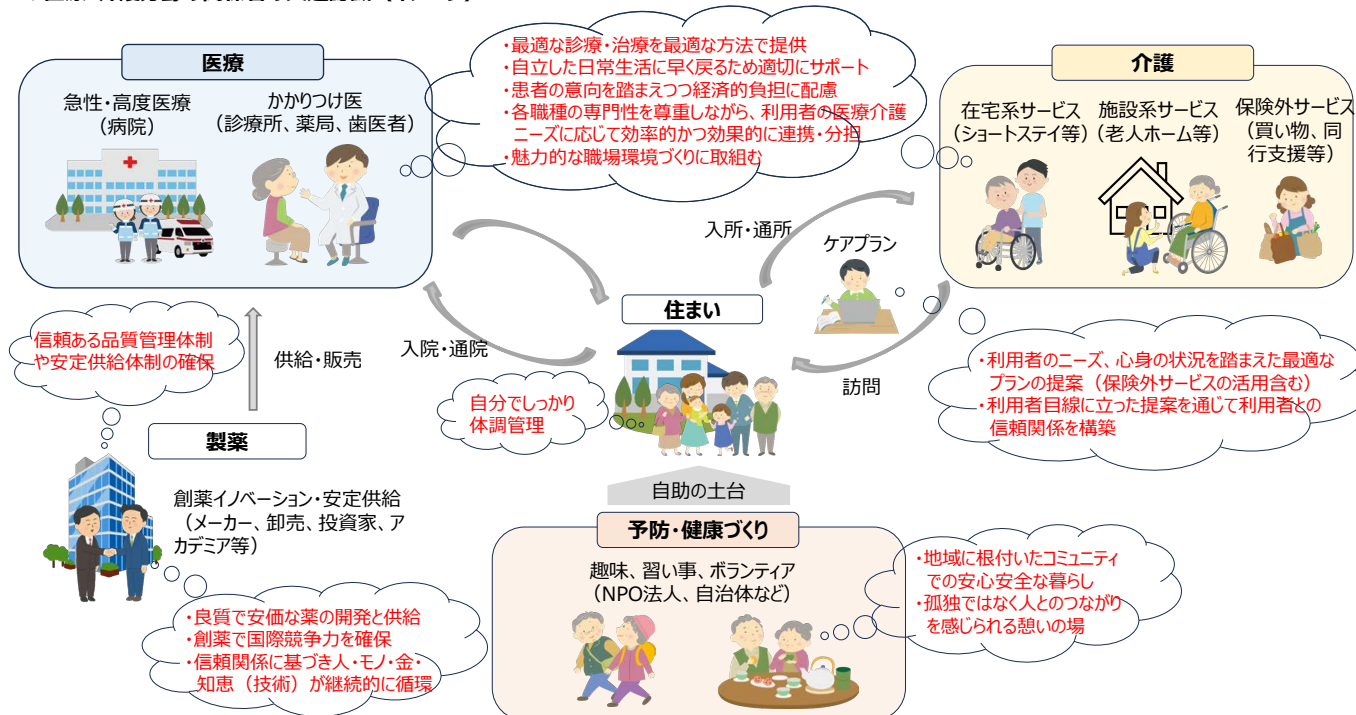 医療
急性・高度医療
(病院)
かかりつけ医
(診療所、薬局、歯医者)
・最適な診療・治療を最適な方法で提供
・自立した日常生活に早く戻るため適切にサポート
・患者の意向を踏まえつつ経済的負担に配慮
・各職種の専門性を尊重しながら、利用者の医療介護
ニーズに応じて効率的かつ効果的に連携・分担
・魅力的な職場環境づくりに取組む
介護
在宅系サービス
(ショートステイ等)
施設系サービス
(老人ホーム等)
保険外サービス
(買い物、同
行支援等)
入所・通所
ケアプラン
住まい
入院・通院
訪問
信頼ある品質管理体制
や安定供給体制の確保
供給・販売
自分でしっかり
体調管理
・利用者のニーズ、心身の状況を踏まえた最適な
プランの提案(保険外サービスの活用含む)
・利用者目線に立った提案を通じて利用者との
信頼関係を構築
製薬
創薬イノベーション・安定供給
(メーカー、卸売、投資家、ア
カデミア等)
・良質で安価な薬の開発と供給
・創薬で国際競争力を確保
・信頼関係に基づき人・モノ・金・
知恵(技術)が継続的に循環
自助の土台
予防・健康づくり
趣味、習い事、ボランティア
(NPO法人、自治体など)
・地域に根付いたコミュニティ
での安心安全な暮らし
・孤独ではなく人とのつながり
を感じられる憩いの場